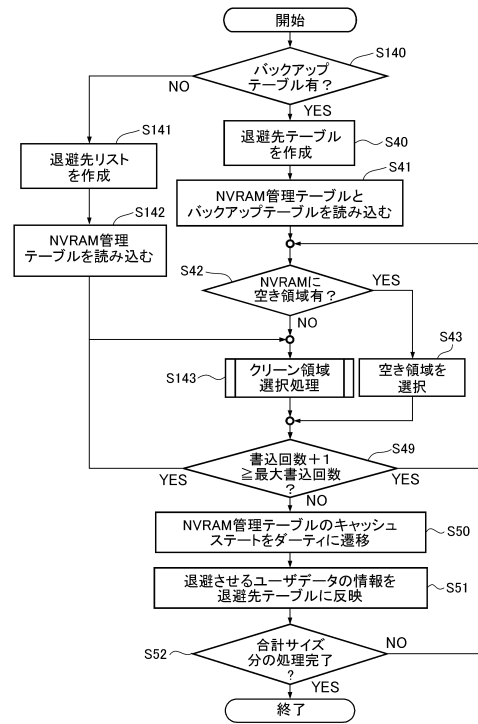 開始
S140
バックアップ
テーブル有？
NO
YES
S141
退避先リスト
を作成
S40
退避先テーブル
を作成
S142
NVRAM管理
テーブルを読み込む
S41
NVRAM管理テーブルと
バックアップテーブルを読み込む
S42
NVRAMに
空き領域有？
YES
NO
S143
クリーン領域
選択処理
S43
空き領域を
選択
S49
書込回数＋1
≧最大書込回数
？
YES
YES
NO
S50
NVRAM管理テーブルのキャッシュ
ステートをダーティに遷移
S51
退避させるユーザデータの情報を
退避先テーブルに反映
S52
合計サイズ
分の処理完了
？
NO
YES
終了